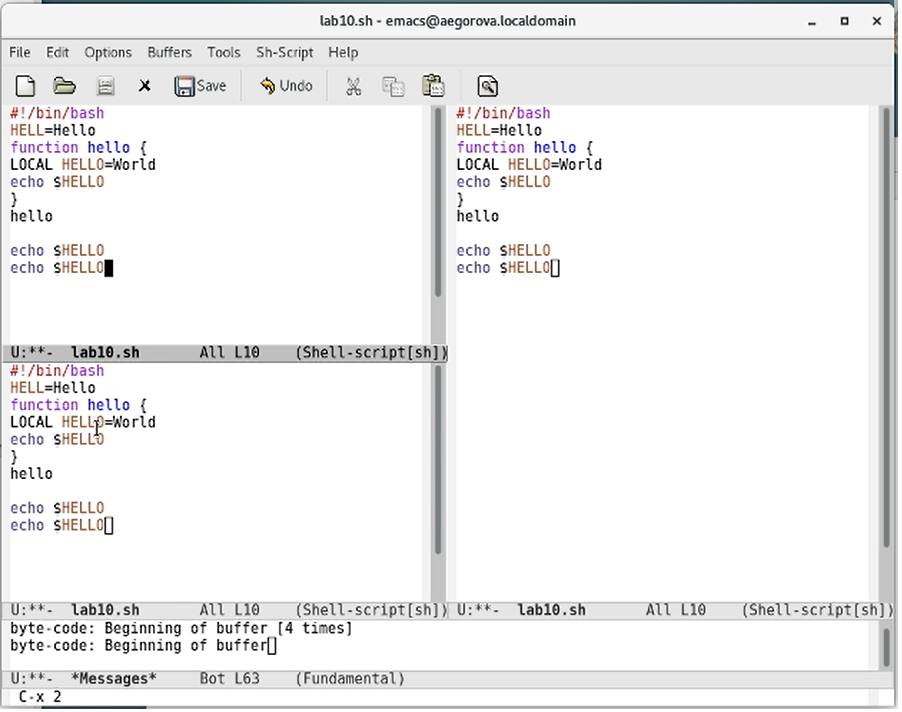 lab10.sh - emacs@aegorova.localdomain
File Edit Options Buffers Tools Sh-Script Help
Save Undo
#!/bin/bash
HELL=Hello
function hello {
LOCAL HELLO=World
echo $HELLO
}
hello
echo $HELLO
echo $HELLO
U:**- lab10.sh All L10 (Shell-script[sh])
#!/bin/bash
HELL=Hello
function hello {
LOCAL HELLO=World
echo $HELLO
}
hello
echo $HELLO
echo $HELLO
U:**- lab10.sh All L10 (Shell-script[sh])
#!/bin/bash
HELL=Hello
function hello {
LOCAL HELLO=World
echo $HELLO
}
hello
echo $HELLO
echo $HELLO
U:**- lab10.sh All L10 (Shell-script[sh])
byte-code: Beginning of buffer [4 times]
byte-code: Beginning of buffer
U:**- *Messages* Bot L63 (Fundamental)
C-x 2